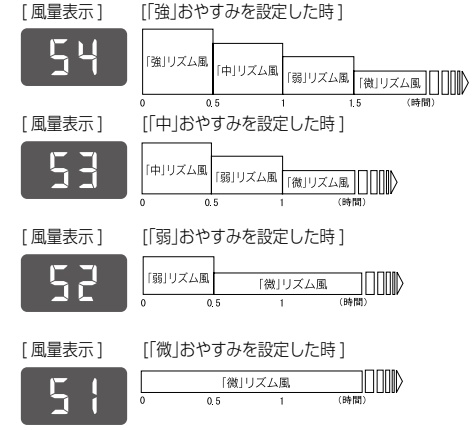 [ 風量表示 ] [「強」おやすみを設定した時 ]
S4 「強」リズム風 「中」リズム風 「弱」リズム風 「微」リズム風
0 0.5 1 1.5 (時間)
[ 風量表示 ] [「中」おやすみを設定した時 ]
S3 「中」リズム風 「弱」リズム風 「微」リズム風
0 0.5 1 (時間)
[ 風量表示 ] [「弱」おやすみを設定した時 ]
S2 「弱」リズム風 「微」リズム風
0 0.5 1 (時間)
[ 風量表示 ] [「微」おやすみを設定した時 ]
S1 「微」リズム風
0 0.5 1 (時間)